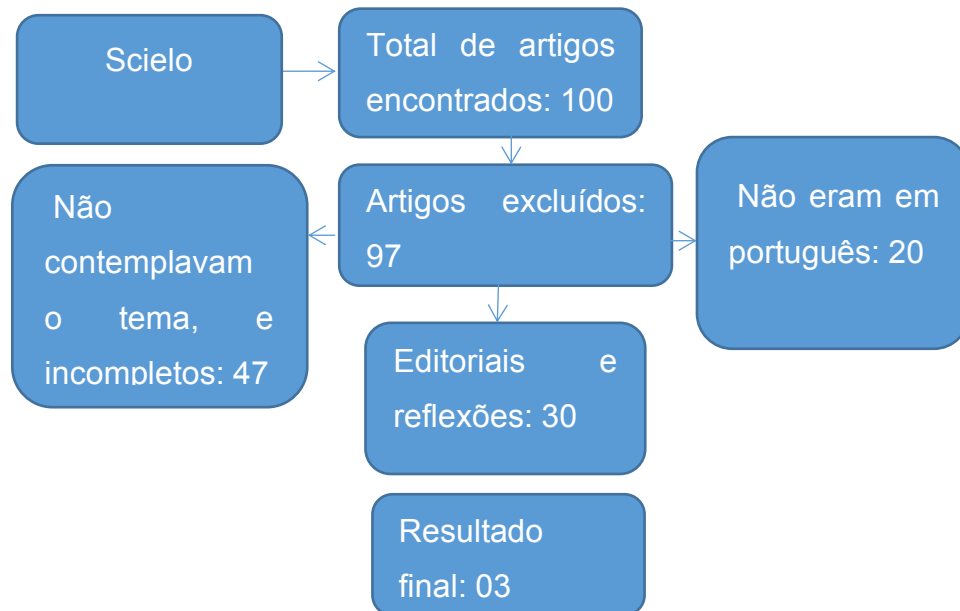 Scielo
Total de artigos
encontrados: 100
Não
contemplavam
o tema, e
incompletos: 47
Artigos excluídos:
97
Não eram em
português: 20
Editoriais e
reflexões: 30
Resultado
final: 03